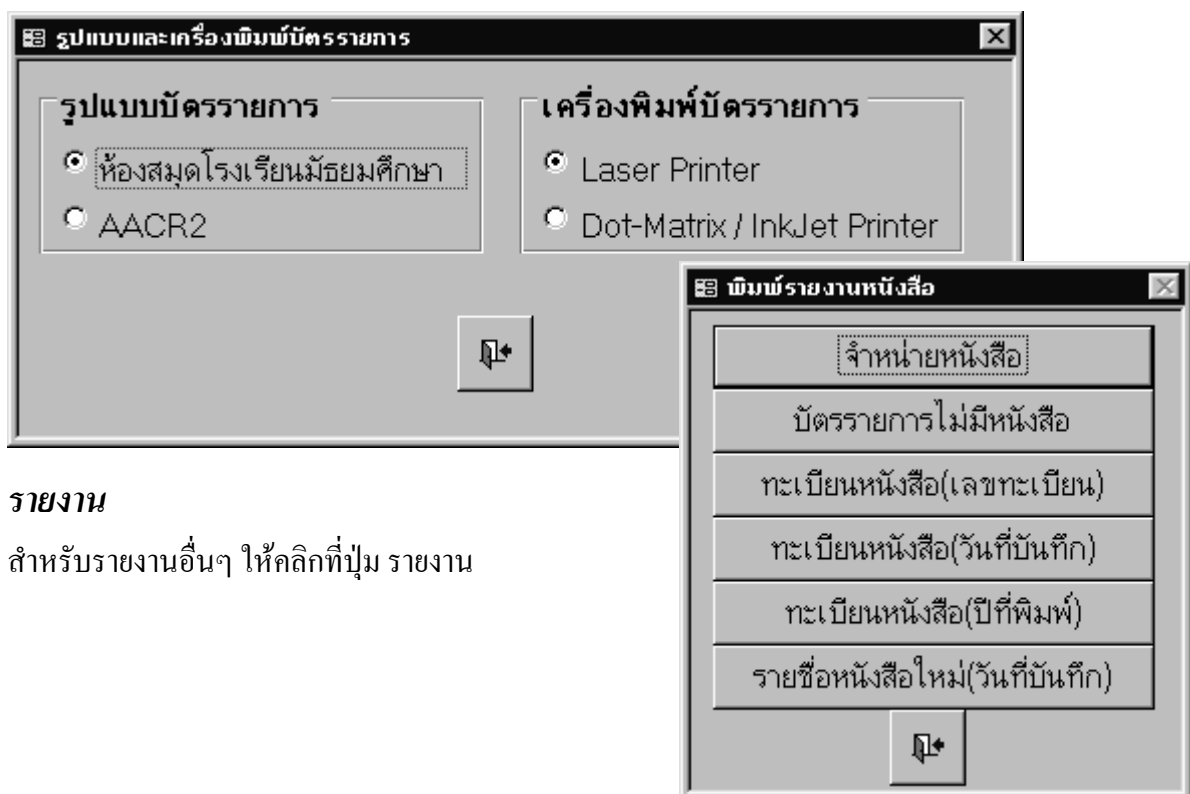 รูปแบบและเครื่องพิมพ์บัตรรายการ
รูปแบบบัตรรายการ
ห้องสมุดโรงเรียนมัธยมศึกษา
AACR2
เครื่องพิมพ์บัตรรายการ
Laser Printer
Dot-Matrix / InkJet Printer
พิมพ์รายงานหนังสือ
จำหน่ายหนังสือ
บัตรรายการไม่มีหนังสือ
ทะเบียนหนังสือ(เลขทะเบียน)
ทะเบียนหนังสือ(วันที่บันทึก)
ทะเบียนหนังสือ(ปีที่พิมพ์)
รายชื่อหนังสือใหม่(วันที่บันทึก)
รายงาน
สำหรับรายงานอื่นๆ ให้คลิกที่ปุ่ม รายงาน